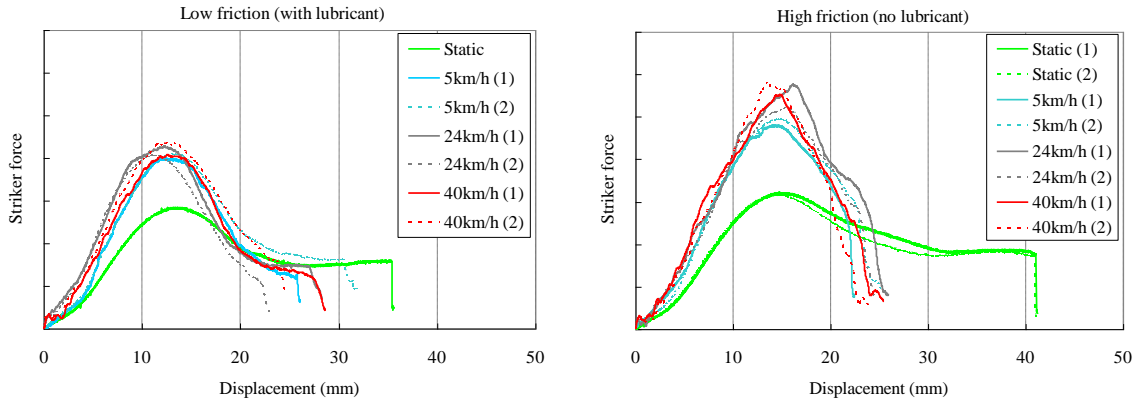 Low friction (with lubricant)
Striker force
Static
5km/h (1)
5km/h (2)
24km/h (1)
24km/h (2)
40km/h (1)
40km/h (2)
0 10 20 30 40 50
Displacement (mm)
High friction (no lubricant)
Striker force
Static (1)
Static (2)
5km/h (1)
5km/h (2)
24km/h (1)
24km/h (2)
40km/h (1)
40km/h (2)
0 10 20 30 40 50
Displacement (mm)